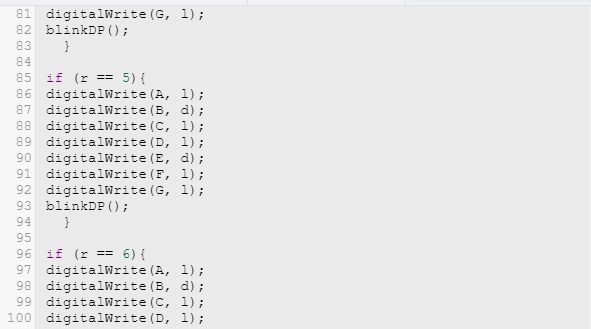 81 digitalWrite(G, l);
82 blinkDP();
83 }
84
85 if (r == 5){
86 digitalWrite(A, l);
87 digitalWrite(B, d);
88 digitalWrite(C, l);
89 digitalWrite(D, l);
90 digitalWrite(E, d);
91 digitalWrite(F, l);
92 digitalWrite(G, l);
93 blinkDP();
94 }
95
96 if (r == 6){
97 digitalWrite(A, l);
98 digitalWrite(B, d);
99 digitalWrite(C, l);
100 digitalWrite(D, l);